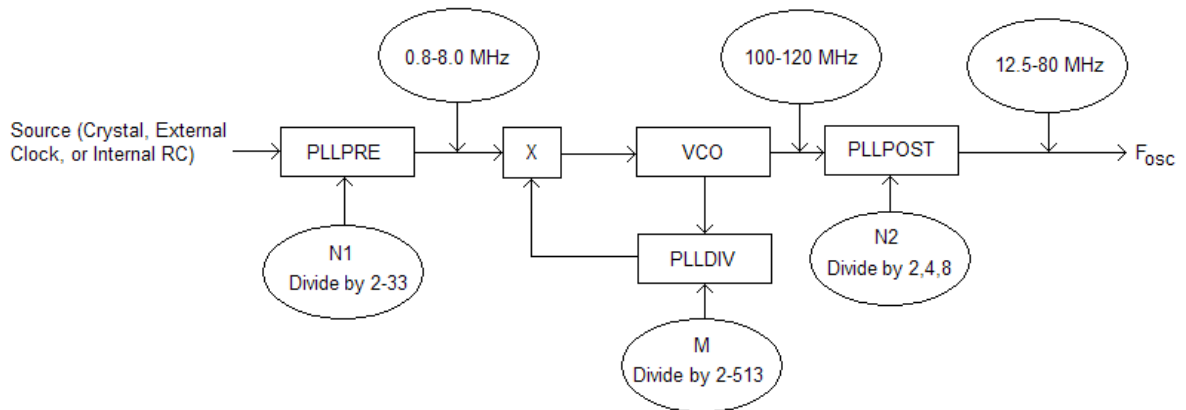 0.8-8.0 MHz
100-120 MHz
12.5-80 MHz
Source (Crystal, External
Clock, or Internal RC)
PLLPRE
X
VCO
PLLPOST
Fosc
N1
Divide by 2-33
PLLDIV
N2
Divide by 2,4,8
M
Divide by 2-513